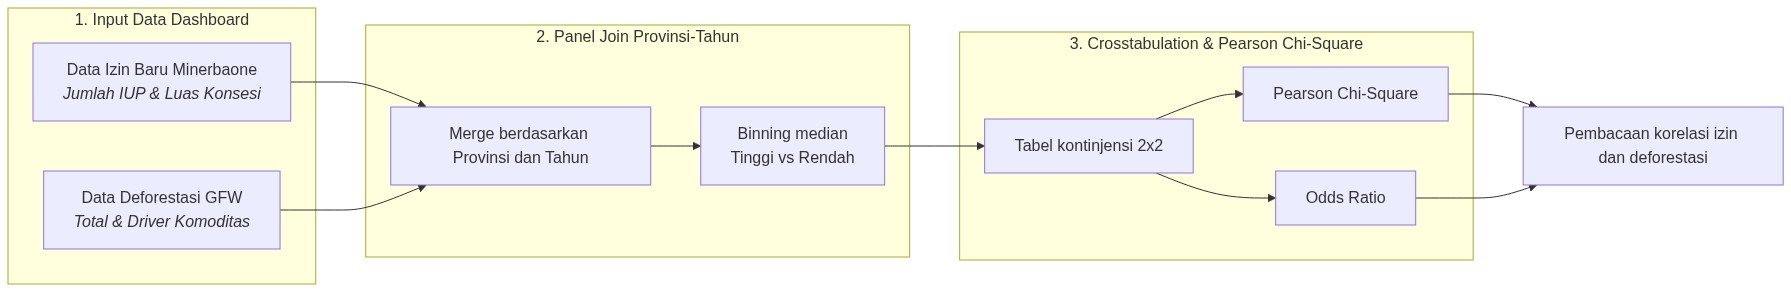 1. Input Data Dashboard
Data Izin Baru Minerbaone
Jumlah IUP & Luas Konsesi
Data Deforestasi GFW
Total & Driver Komoditas
2. Panel Join Provinsi-Tahun
Merge berdasarkan
Provinsi dan Tahun
Binning median
Tinggi vs Rendah
3. Crosstabulation & Pearson Chi-Square
Tabel kontinjensi 2x2
Pearson Chi-Square
Odds Ratio
Pembacaan korelasi izin
dan deforestasi